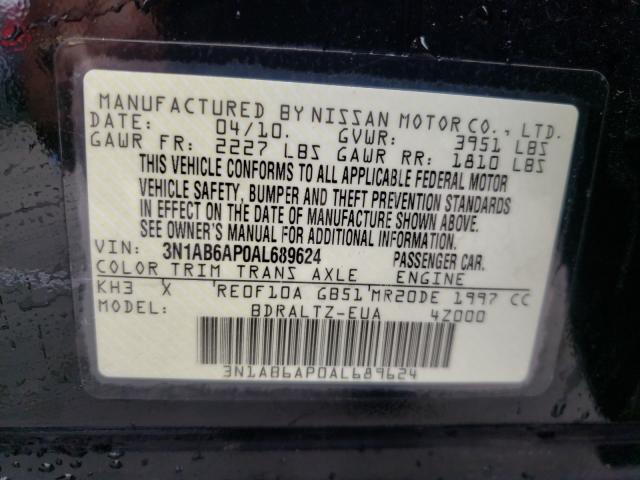 MANUFACTURED BY NISSAN MOTOR CO., LTD.
DATE: 04/10. GVWR: 3951 LBS
GAWR FR: 2227 LBS GAWR RR: 1810 LBS
THIS VEHICLE CONFORMS TO ALL APPLICABLE FEDERAL MOTOR
VEHICLE SAFETY, BUMPER AND THEFT PREVENTION STANDARDS
IN EFFECT ON THE DATE OF MANUFACTURE SHOWN ABOVE.
SEE OWNER'S MANUAL FOR ADDITIONAL INFORMATION.
VIN: 3N1AB6AP0AL689624 PASSENGER CAR.
COLOR TRIM TRANS AXLE ENGINE
KH3 X RE0F10A GB51 MR20DE 1997 CC
MODEL: BDRALTZ-EUA 4Z000
3N1AB6AP0AL689624